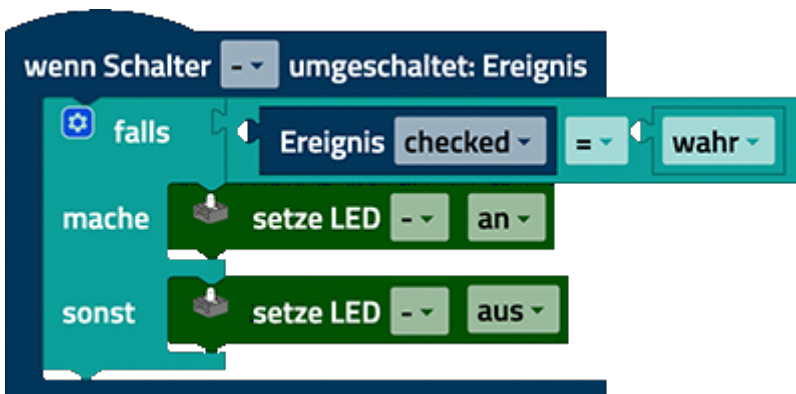 wenn Schalter - umgeschaltet: Ereignis
falls Ereignis checked = wahr
mache setze LED - an
sonst setze LED - aus